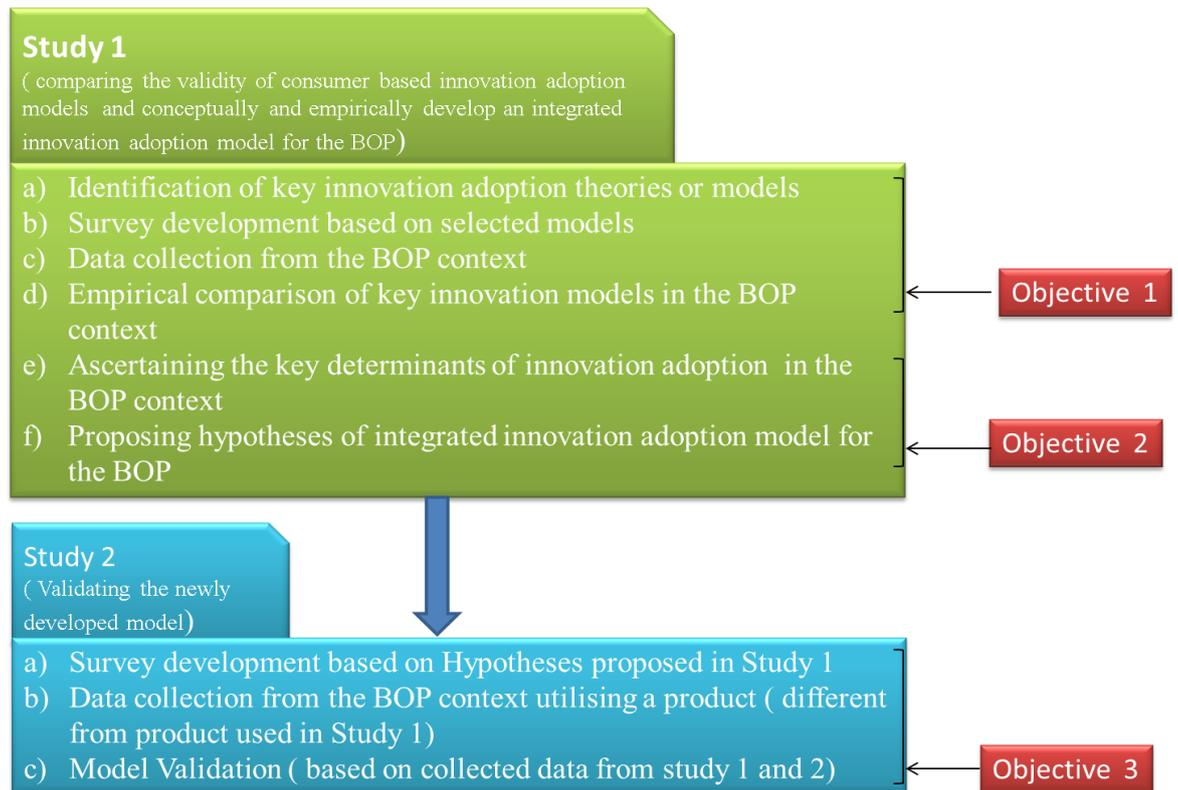 Study 1
( comparing the validity of consumer based innovation adoption
models and conceptually and empirically develop an integrated
innovation adoption model for the BOP)
a) Identification of key innovation adoption theories or models
b) Survey development based on selected models
c) Data collection from the BOP context
d) Empirical comparison of key innovation models in the BOP
context
Objective 1
e) Ascertaining the key determinants of innovation adoption in the
BOP context
f) Proposing hypotheses of integrated innovation adoption model for
the BOP
Objective 2
Study 2
( Validating the newly
developed model)
a) Survey development based on Hypotheses proposed in Study 1
b) Data collection from the BOP context utilising a product ( different
from product used in Study 1)
c) Model Validation ( based on collected data from study 1 and 2)
Objective 3